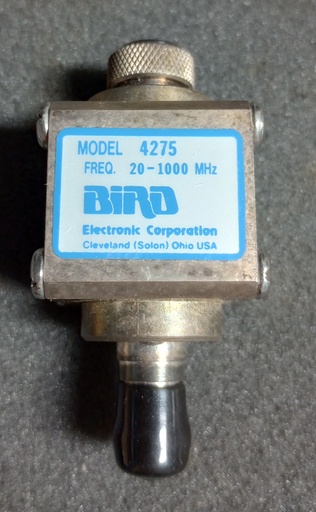 MODEL 4275
FREQ. 20-1000 MHz
BIRD
Electronic Corporation
Cleveland (Solon) Ohio USA